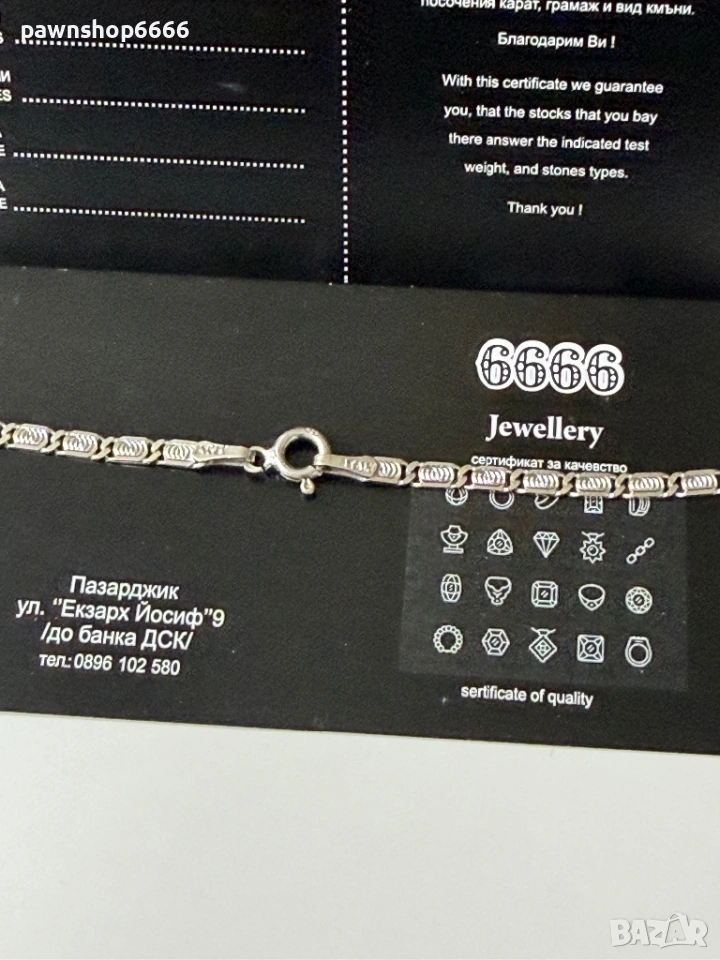 pawnshop6666
посочения карат, грамаж и вид кмъни.
Благодарим Ви !
With this certificate we guarantee
you, that the stocks that you bay
there answer the indicated test
weight, and stones types.
Thank you !
6666
Jewellery
сертификат за качевство
Пазарджик
ул. "Екзарх Йосиф"9
/до банка ДСК/
тел.: 0896 102 580
sertificate of quality
BAZAR